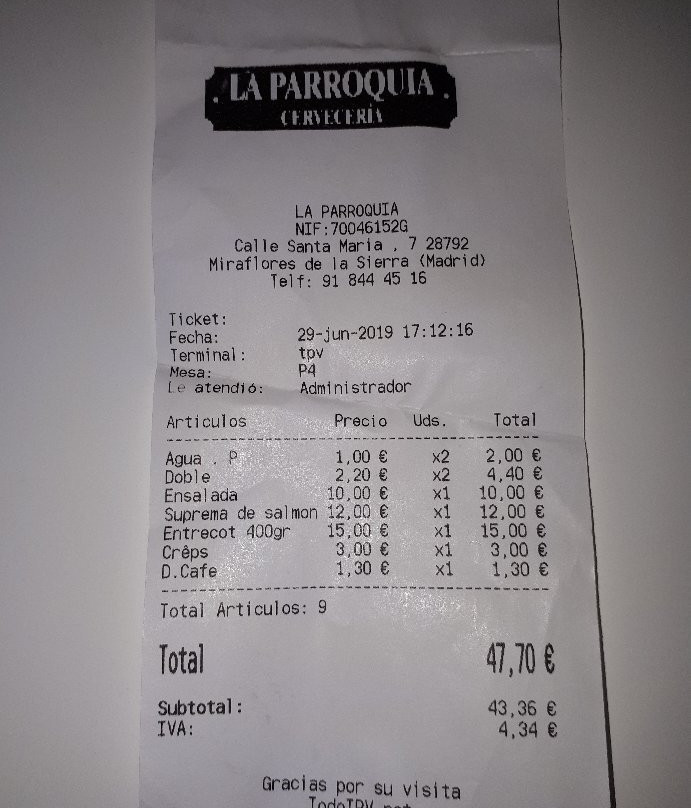 . LA PARROQUIA .
CERVECERÍA
LA PARROQUIA
NIF:70046152G
Calle Santa Maria . 7 28792
Miraflores de la Sierra (Madrid)
Telf: 91 844 45 16
Ticket:
Fecha: 29-jun-2019 17:12:16
Terminal: tpv
Mesa: P4
Le atendió: Administrador
Articulos Precio Uds. Total
Agua . P 1,00 € x2 2,00 €
Doble 2,20 € x2 4,40 €
Ensalada 10,00 € x1 10,00 €
Suprema de salmon 12,00 € x1 12,00 €
Entrecot 400gr 15,00 € x1 15,00 €
Crêps 3,00 € x1 3,00 €
D.Cafe 1,30 € x1 1,30 €
Total Articulos: 9
Total 47,70 €
Subtotal: 43,36 €
IVA: 4,34 €
Gracias por su visita
TodoTPV.net